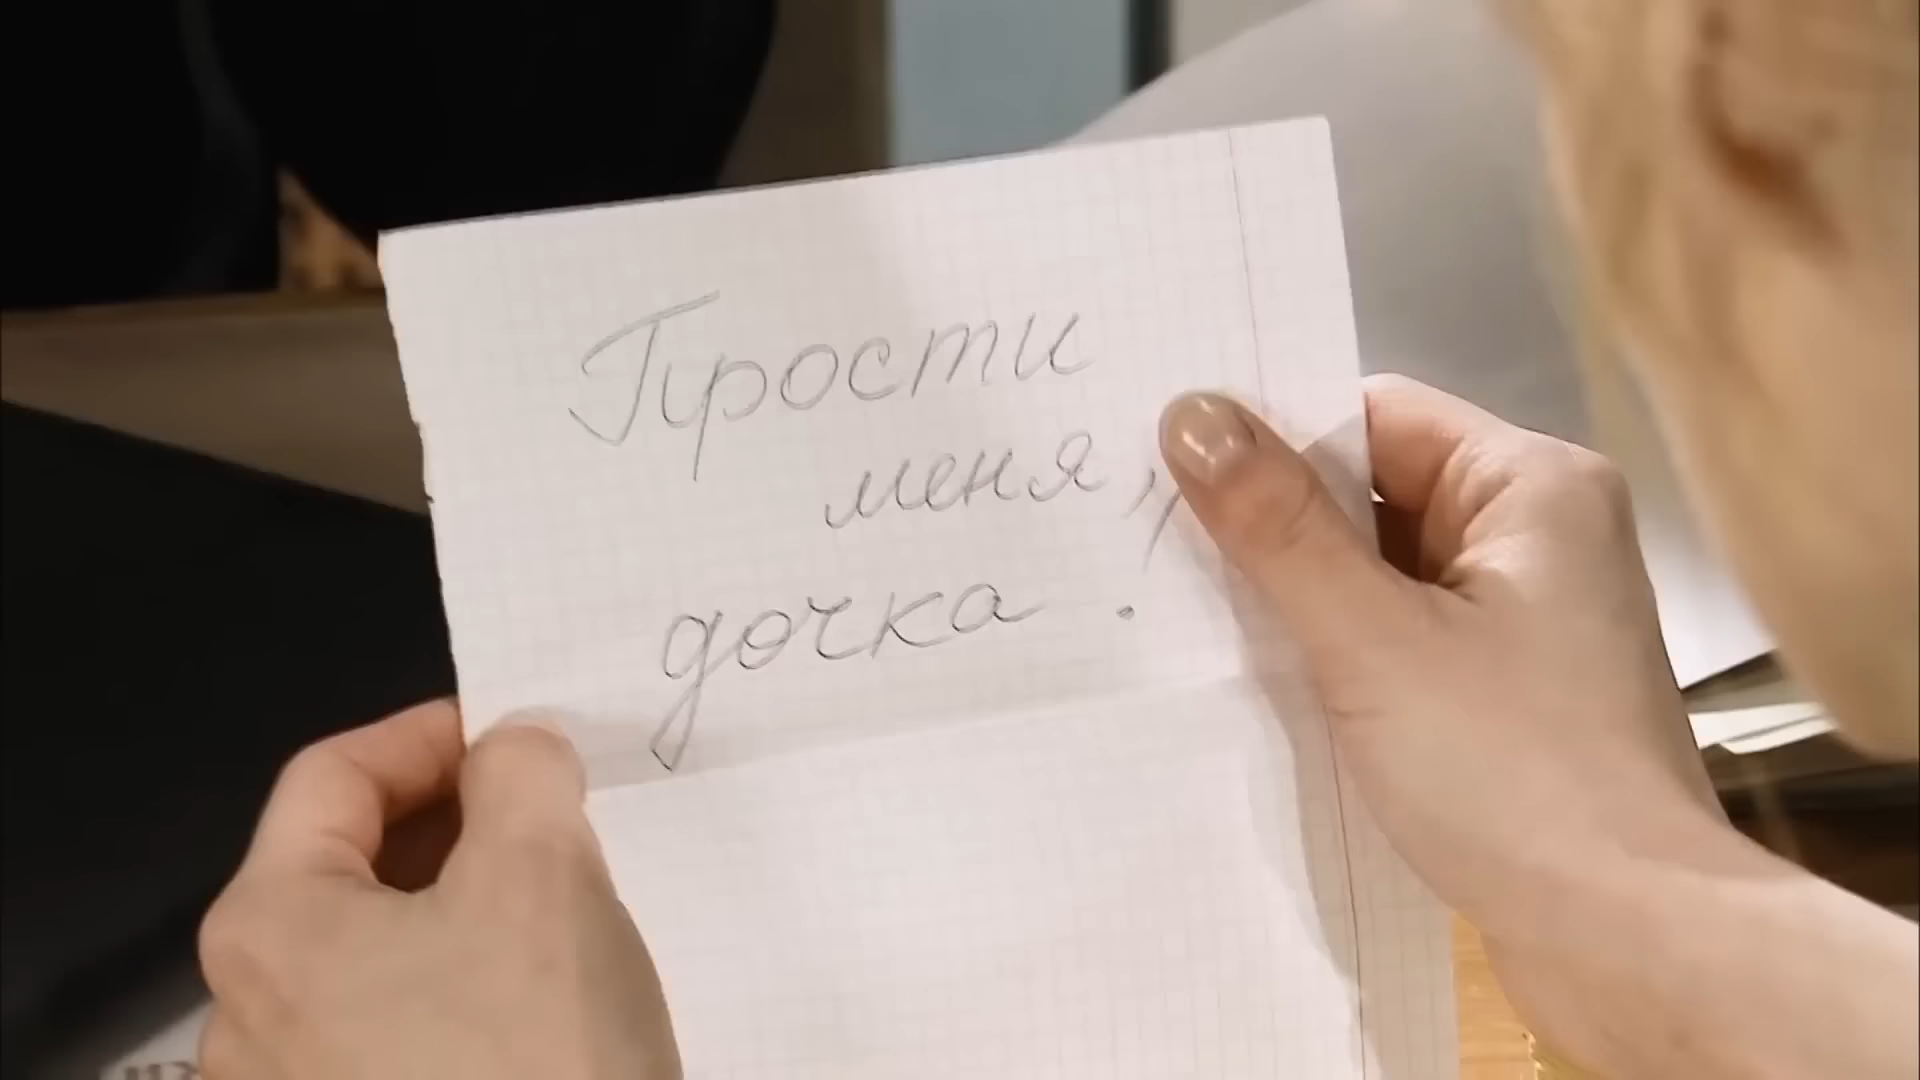 Прости
меня,
дочка.